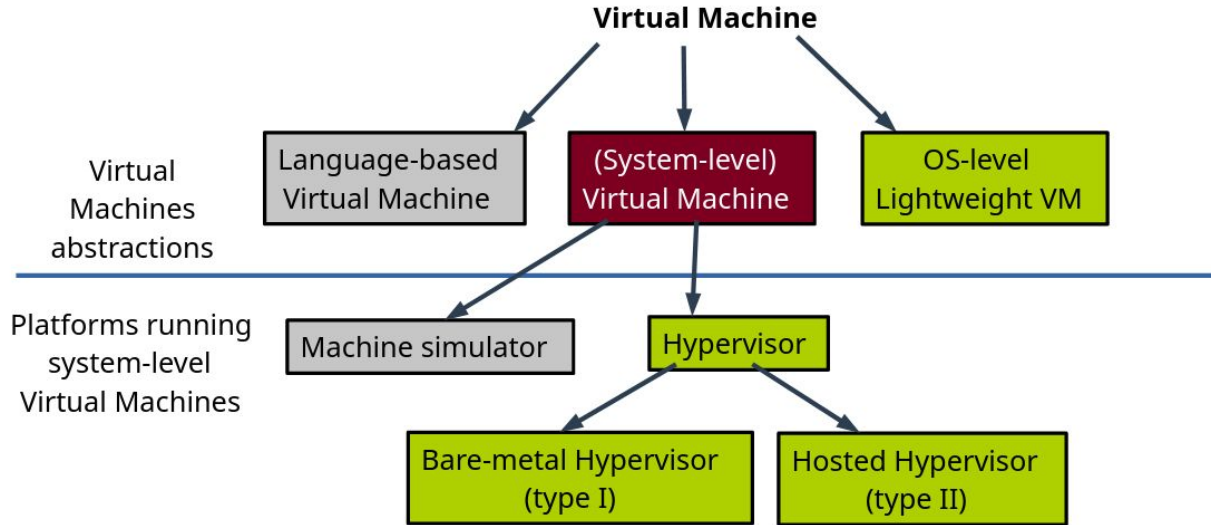 Virtual Machine
Language-based
Virtual Machine
(System-level)
Virtual Machine
OS-level
Lightweight VM
Virtual
Machines
abstractions
Platforms running
system-level
Virtual Machines
Machine simulator
Hypervisor
Bare-metal Hypervisor
(type I)
Hosted Hypervisor
(type II)